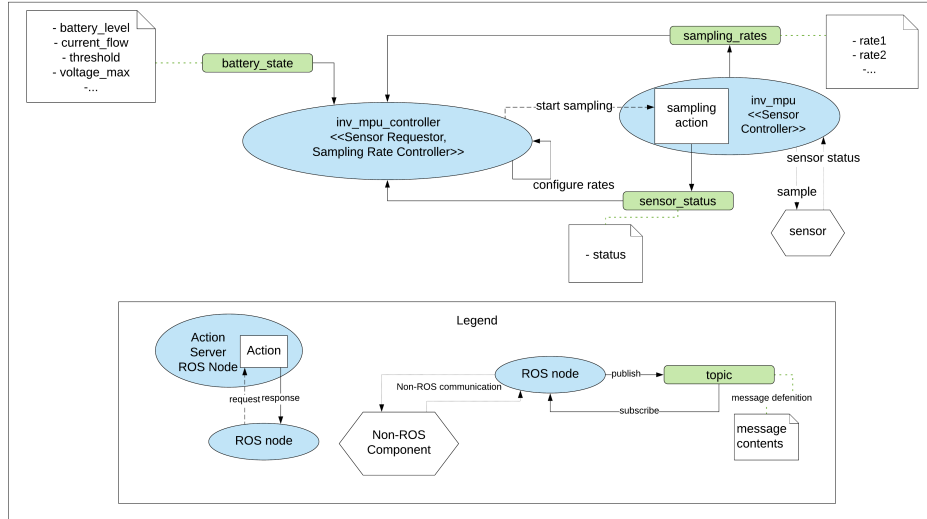 - battery_level
- current_flow
- threshold
- voltage_max
-...
battery_state
sampling_rates
- rate1
- rate2
-...
inv_mpu_controller
<<Sensor Requestor,
Sampling Rate Controller>>
start sampling
sampling
action
inv_mpu
<<Sensor
Controller>>
configure rates
sensor status
sample
sensor_status
sensor
- status
Legend
Action
Server
ROS Node
Action
request
response
ROS node
Non-ROS communication
Non-ROS
Component
ROS node
publish
subscribe
topic
message defenition
message
contents